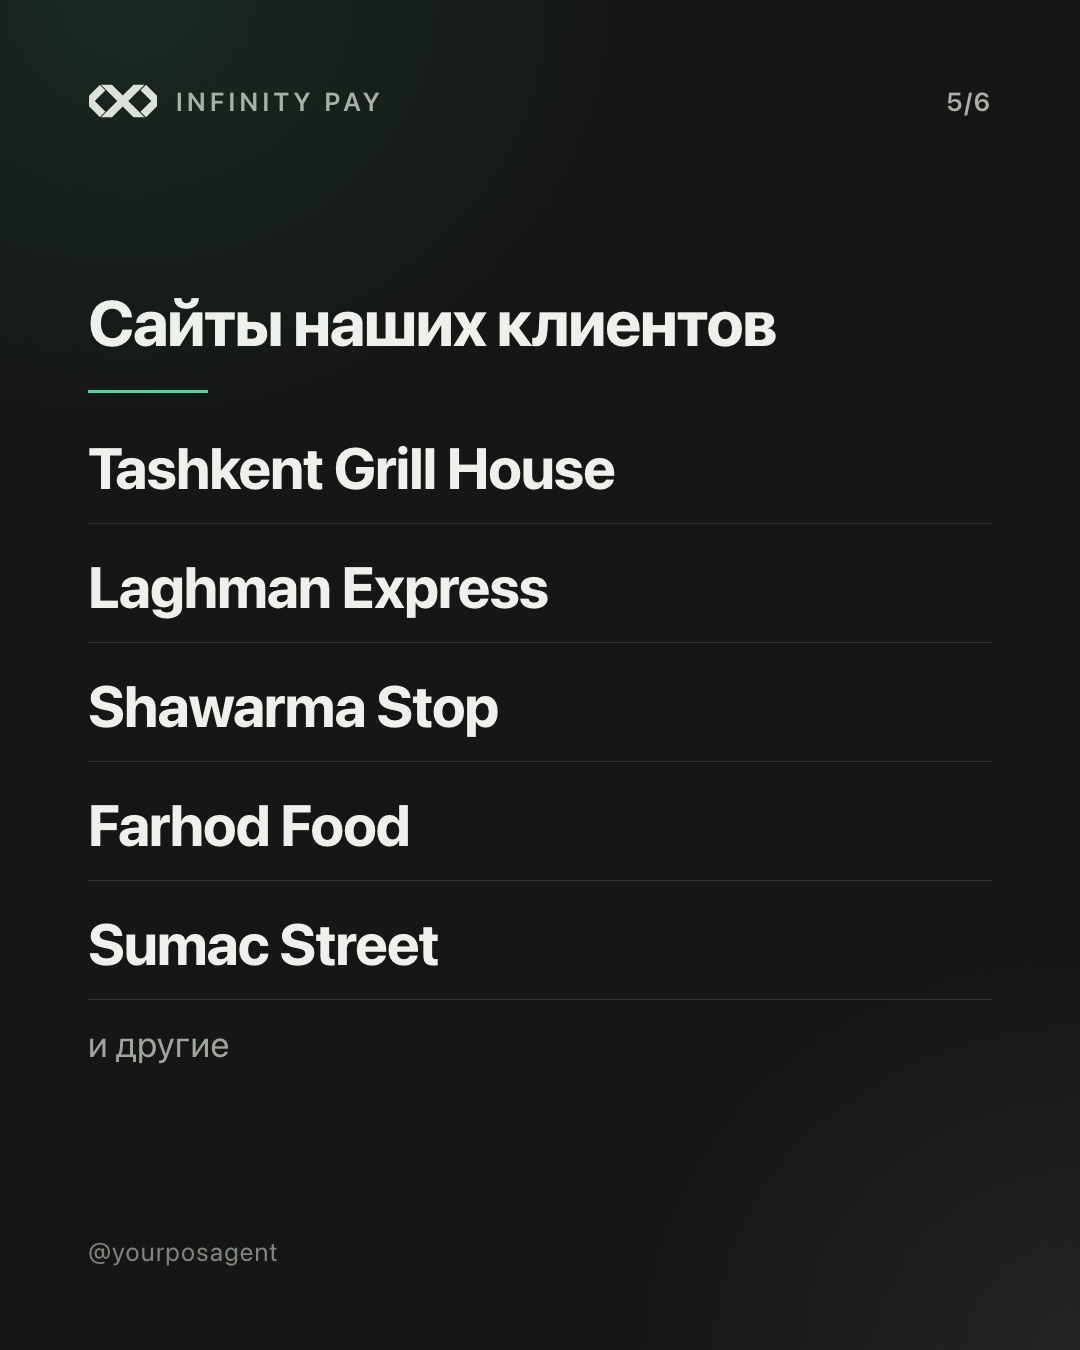 INFINITY PAY
5/6
Сайты наших клиентов
Tashkent Grill House
Laghman Express
Shawarma Stop
Farhod Food
Sumac Street
и другие
@yourposagent